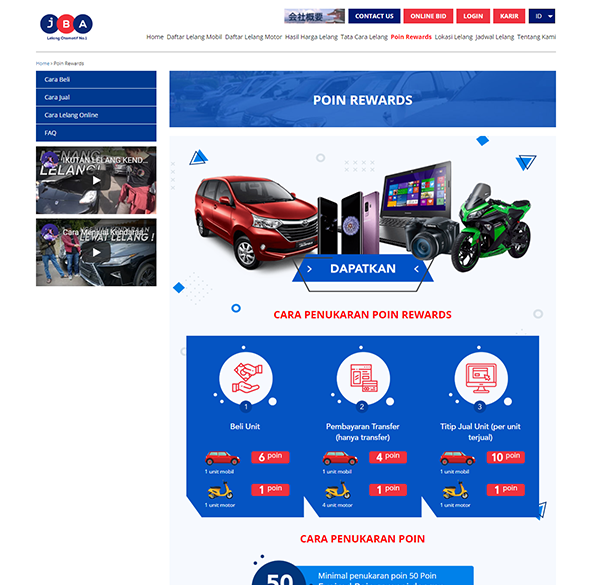 JBA
Lelang Otomotif No.1
会社概要
CONTACT US
ONLINE BID
LOGIN
KARIR
ID
Home Daftar Lelang Mobil Daftar Lelang Motor Hasil Harga Lelang Tata Cara Lelang Poin Rewards Lokasi Lelang Jadwal Lelang Tentang Kami
Home › Poin Rewards
Cara Beli
Cara Jual
Cara Lelang Online
FAQ
IKUTAN LELANG KEND...
LELANG!
Cara Menjual Kendaraa...
LEWAT LELANG !
POIN REWARDS
DAPATKAN
CARA PENUKARAN POIN REWARDS
1
Beli Unit
6 poin
1 unit mobil
1 poin
1 unit motor
2
Pembayaran Transfer
(hanya transfer)
4 poin
1 unit mobil
1 poin
4 unit motor
3
Titip Jual Unit (per unit
terjual)
10 poin
1 unit mobil
1 poin
1 unit motor
CARA PENUKARAN POIN
50
Minimal penukaran poin 50 Poin